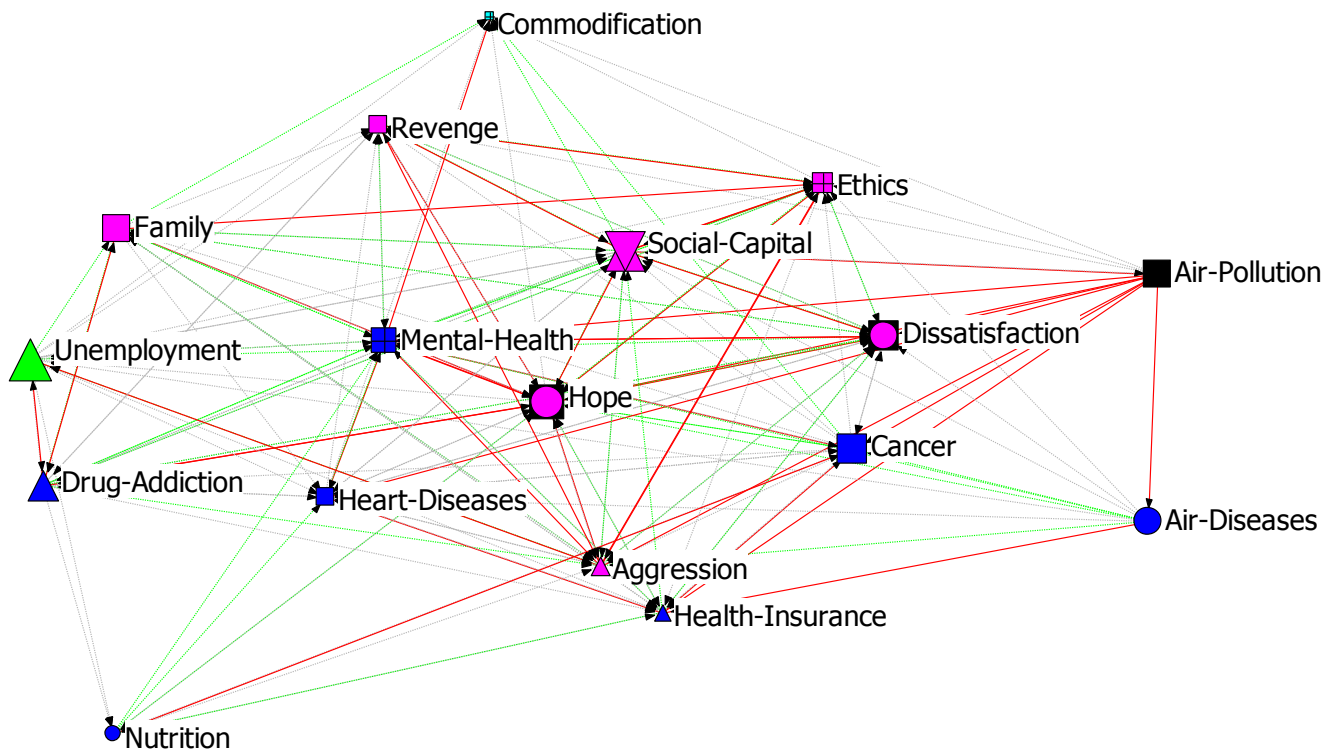 Commodification
Revenge
Ethics
Family
Social-Capital
Air-Pollution
Unemployment
Mental-Health
Dissatisfaction
Hope
Cancer
Drug-Addiction
Heart-Diseases
Air-Diseases
Aggression
Health-Insurance
Nutrition